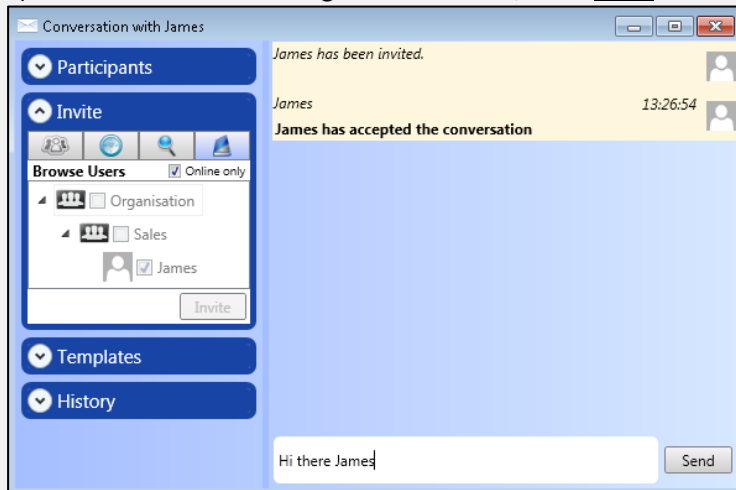 Conversation with James
Participants
Invite
Browse Users Online only
Organisation
Sales
James
Invite
Templates
History
James has been invited.
James 13:26:54
James has accepted the conversation
Hi there James
Send